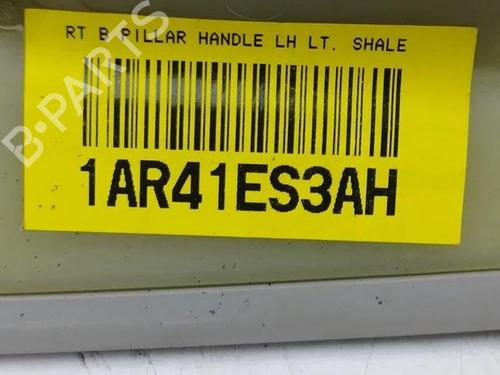 RT B PILLAR HANDLE LH LT. SHALE
1AR41ES3AH
B-PARTS